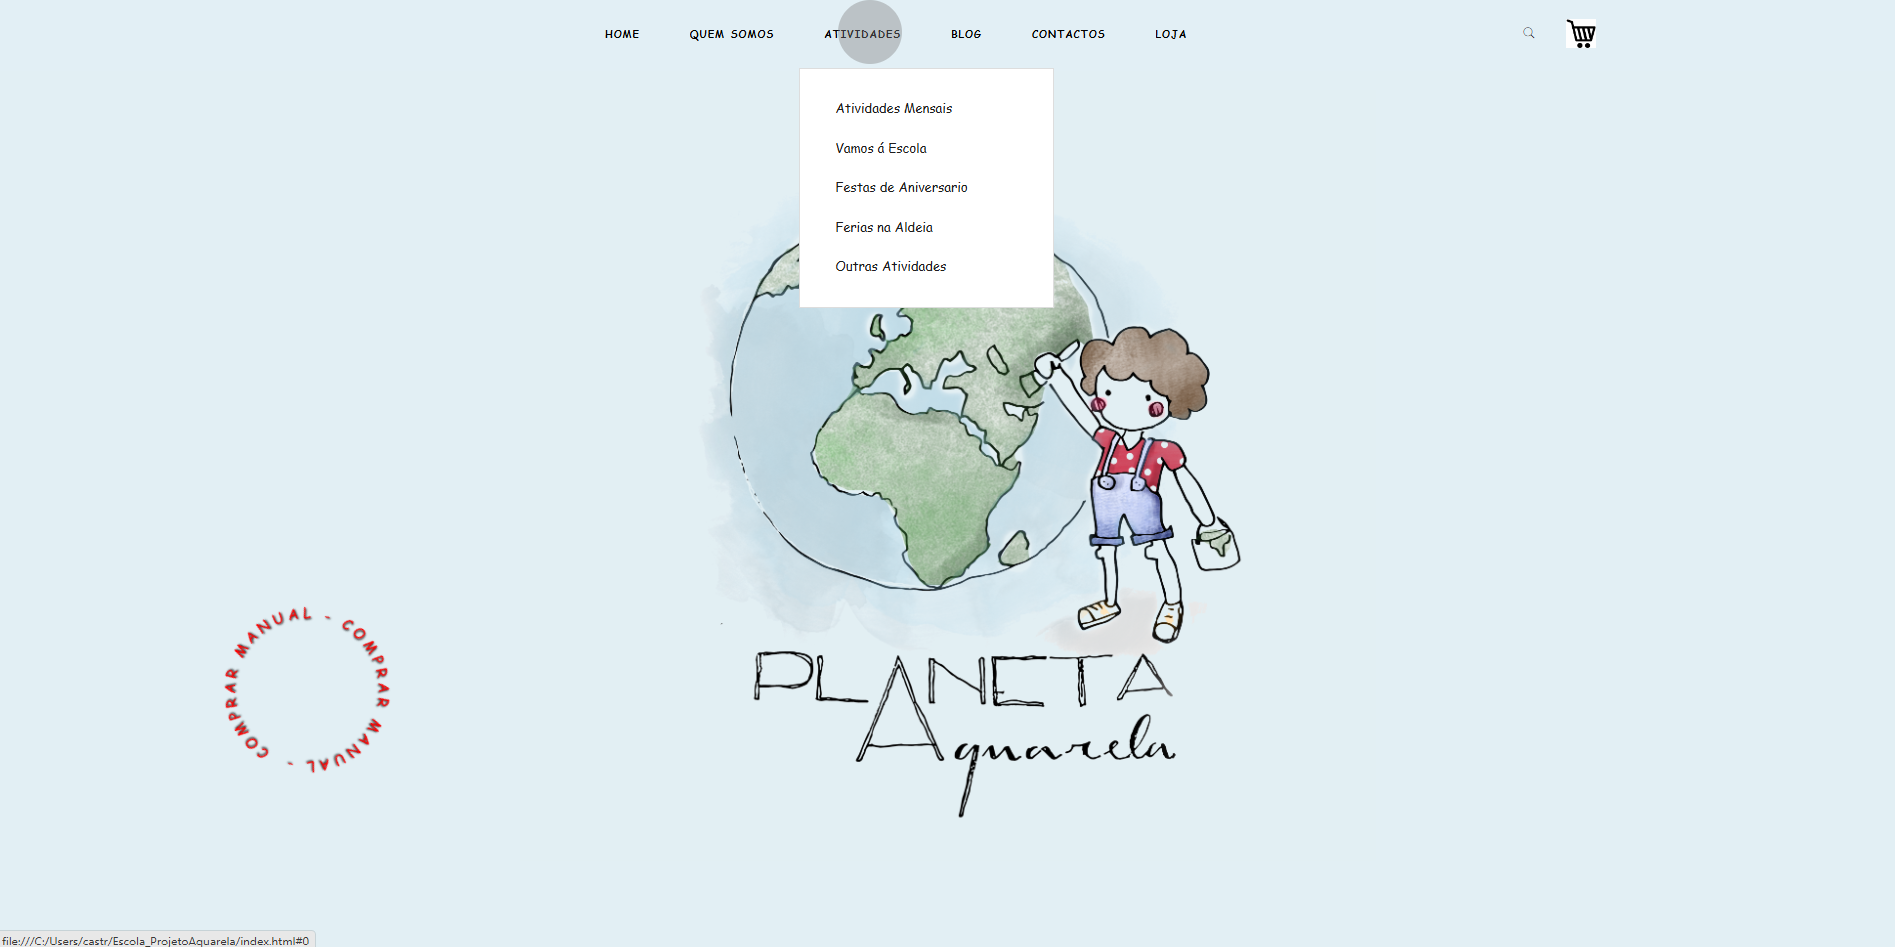 HOME QUEM SOMOS ATIVIDADES BLOG CONTACTOS LOJA
Atividades Mensais
Vamos á Escola
Festas de Aniversario
Ferias na Aldeia
Outras Atividades
COMPRAR MANUAL - COMPRAR MANUAL -
PLANETA
Aquarela
file:///C:/Users/castr/Escola_ProjetoAquarela/index.html#0